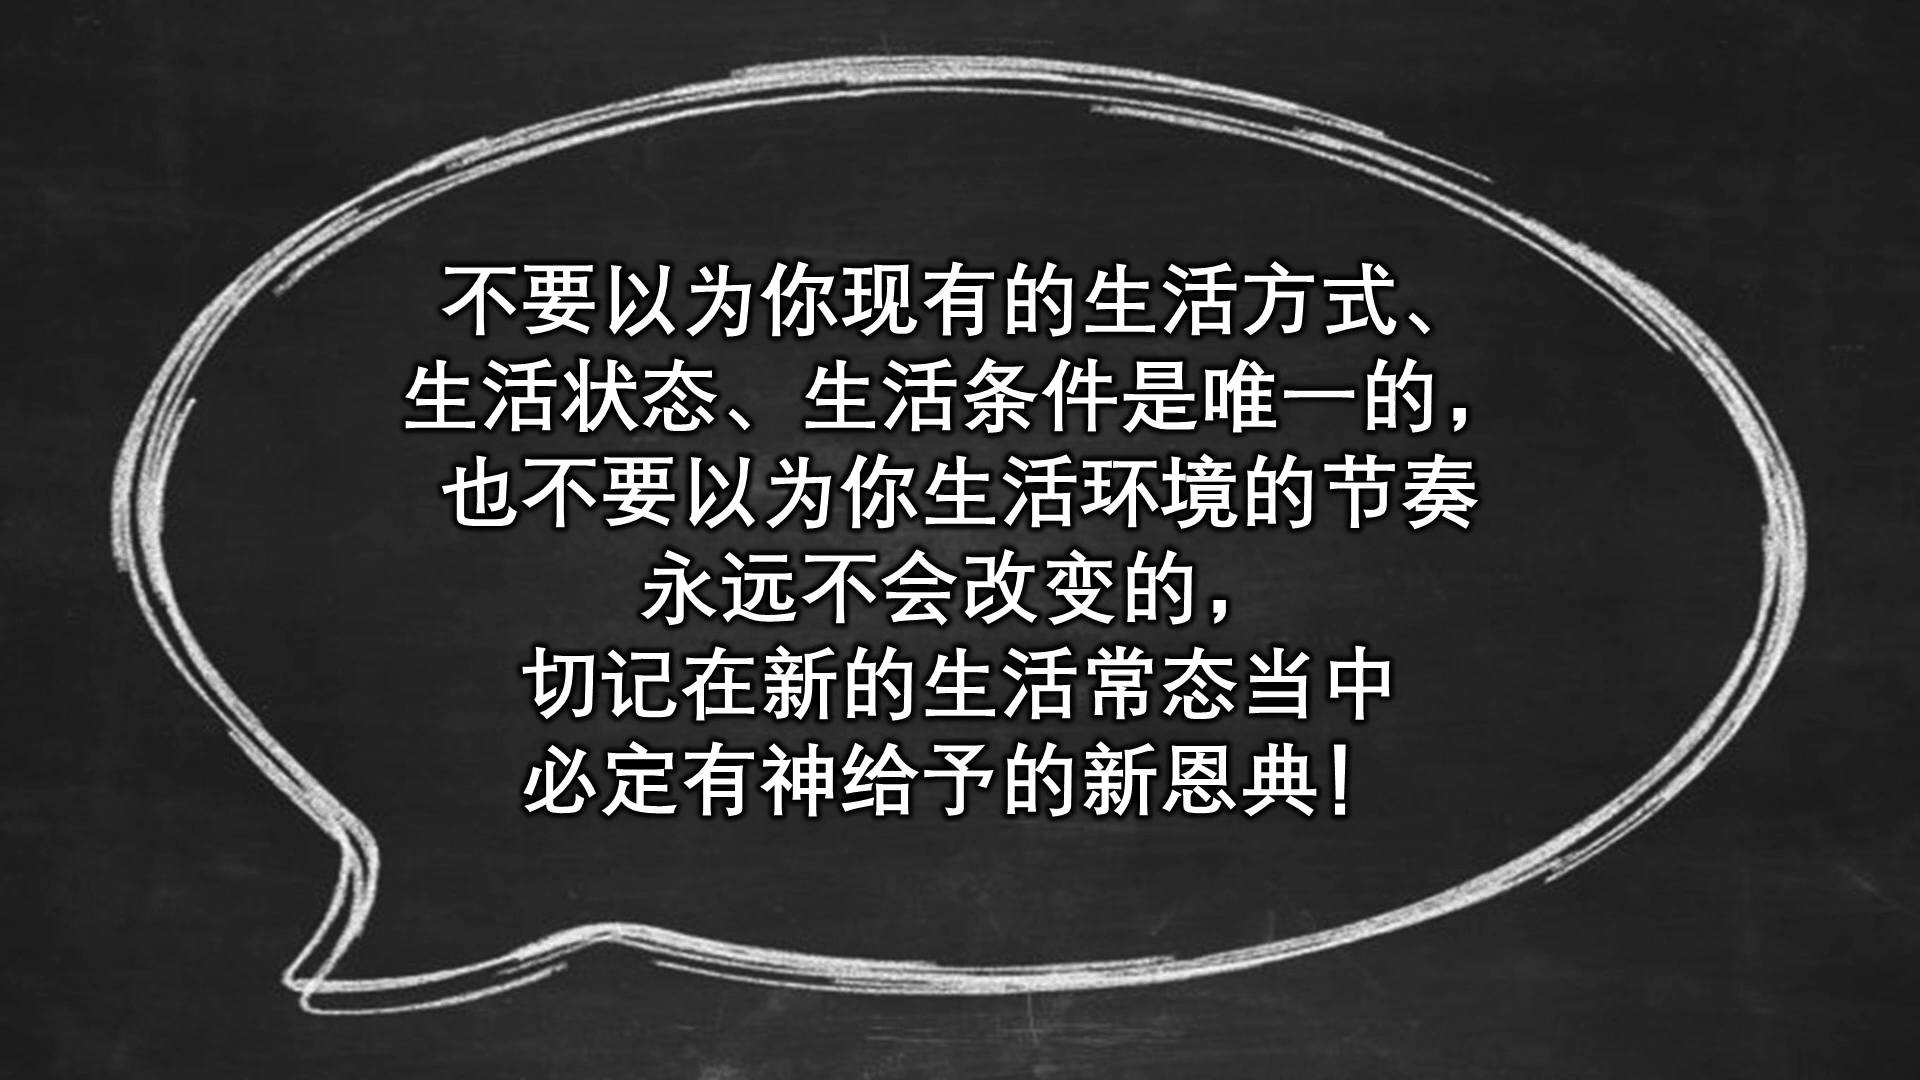 不要以为你现有的生活方式、
生活状态、生活条件是唯一的，
也不要以为你生活环境的节奏
永远不会改变的，
切记在新的生活常态当中
必定有神给予的新恩典！